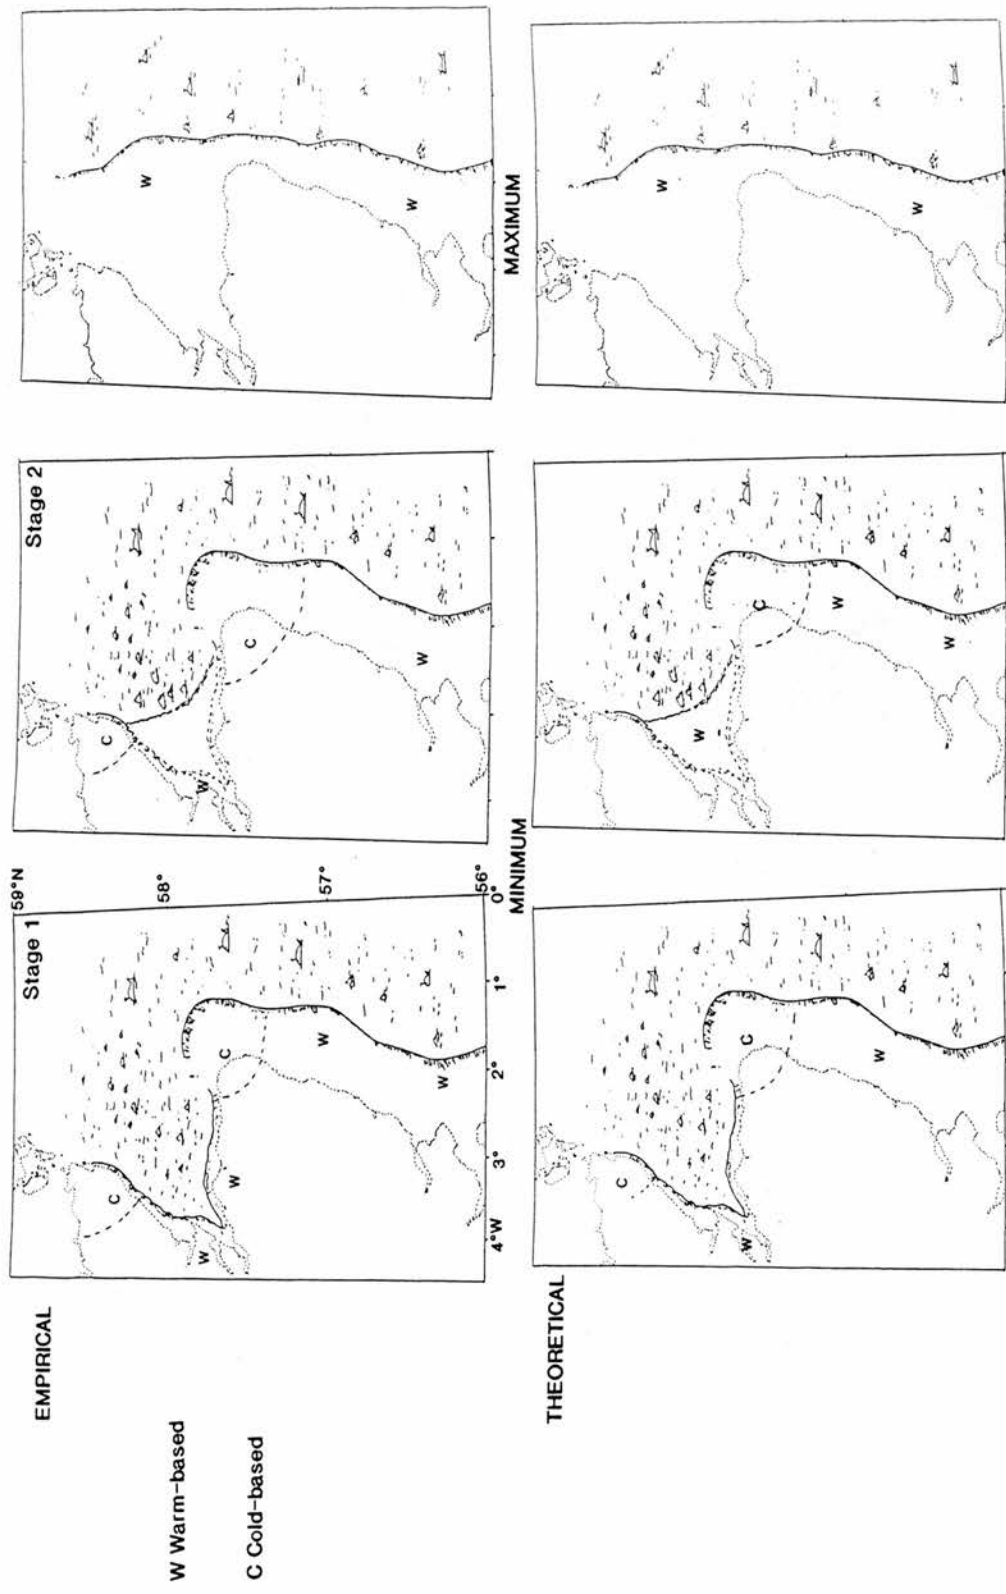 EMPIRICAL
W Warm-based
C Cold-based
Stage 1
59°N
58°
57°
56°
4°W
3°
2°
1°
0°
C
W
W
C
W
W
Stage 2
C
W
C
W
W
W
MINIMUM
MAXIMUM
THEORETICAL
C
W
C
W
W
C
W
W
W
W